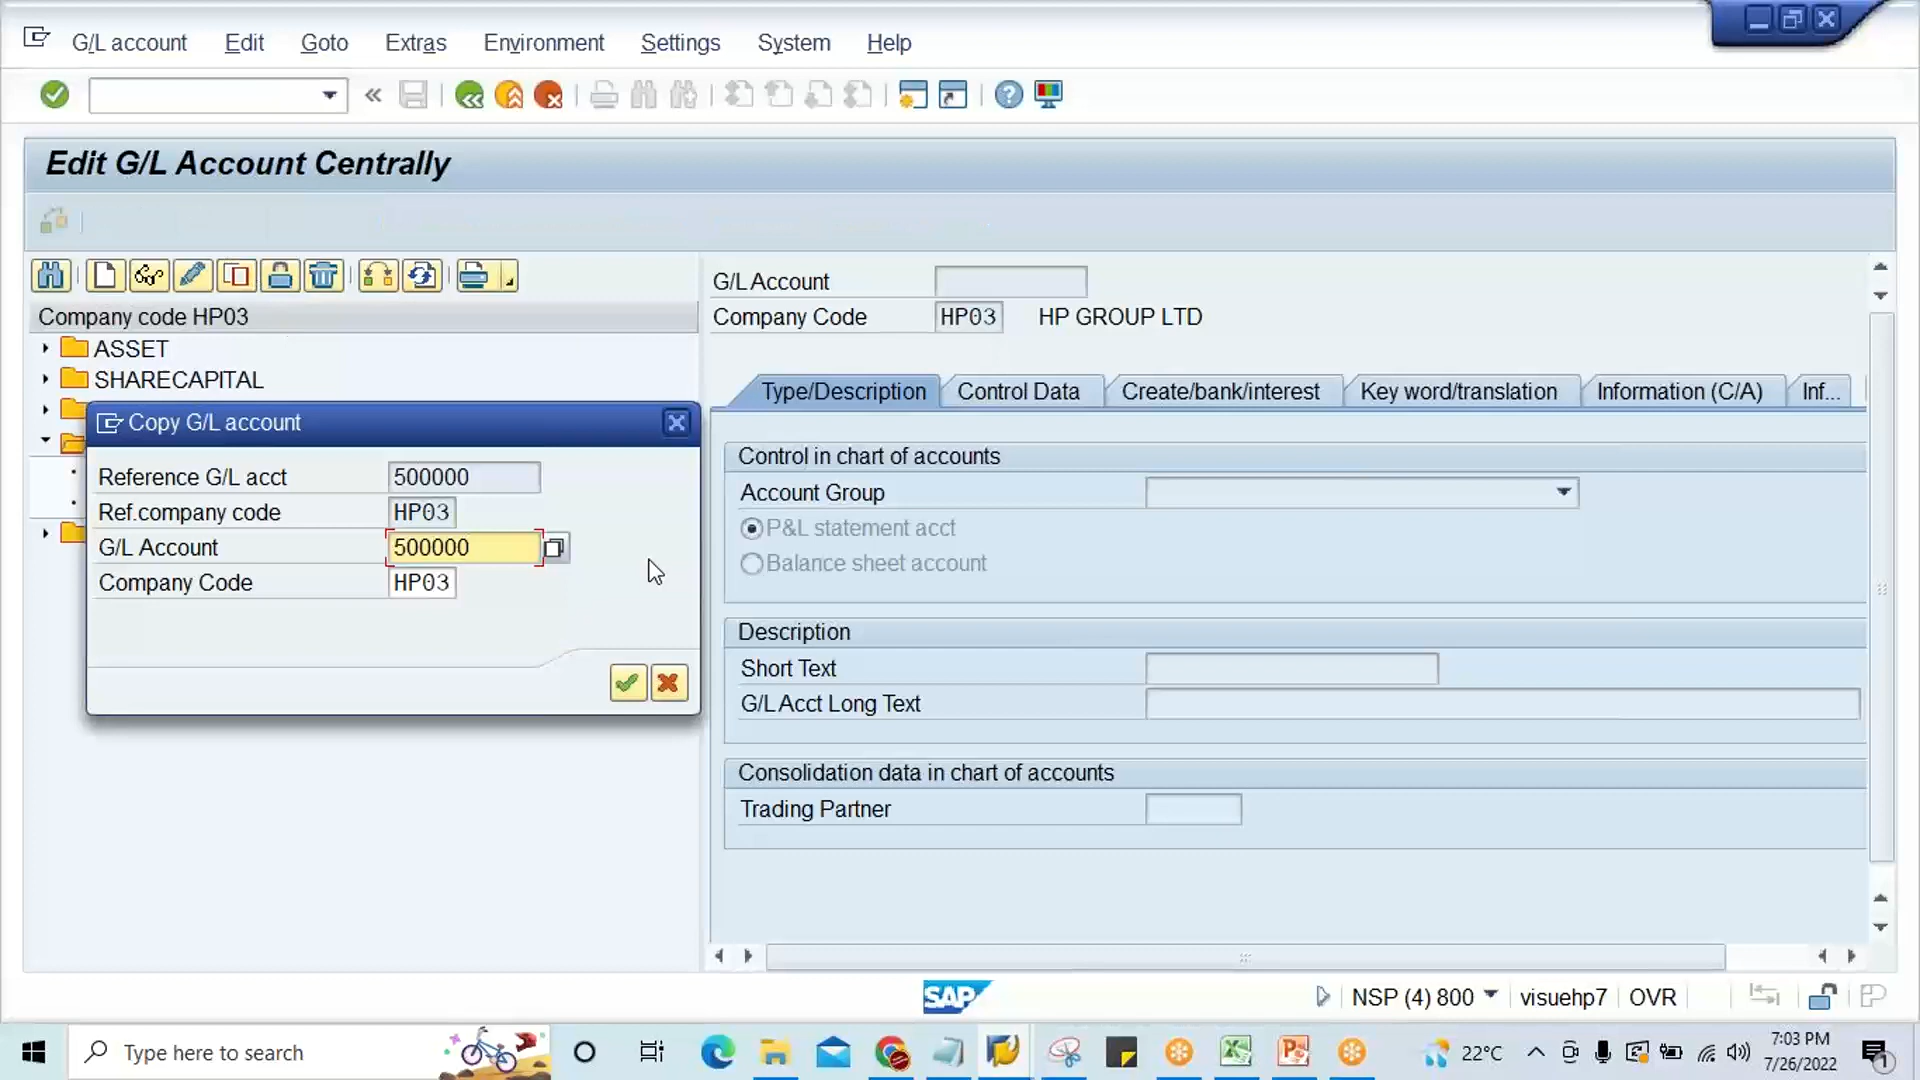 G/L account Edit Goto Extras Environment Settings System Help
Edit G/L Account Centrally
Company code HP03
ASSET
SHARECAPITAL
Copy G/L account
Reference G/L acct 500000
Ref.company code HP03
G/L Account 500000
Company Code HP03
G/L Account
Company Code HP03 HP GROUP LTD
Type/Description Control Data Create/bank/interest Key word/translation Information (C/A) Inf...
Control in chart of accounts
Account Group
P&L statement acct
Balance sheet account
Description
Short Text
G/L Acct Long Text
Consolidation data in chart of accounts
Trading Partner
SAP
NSP (4) 800 visuehp7 OVR
Type here to search
22°C
7:03 PM
7/26/2022
1